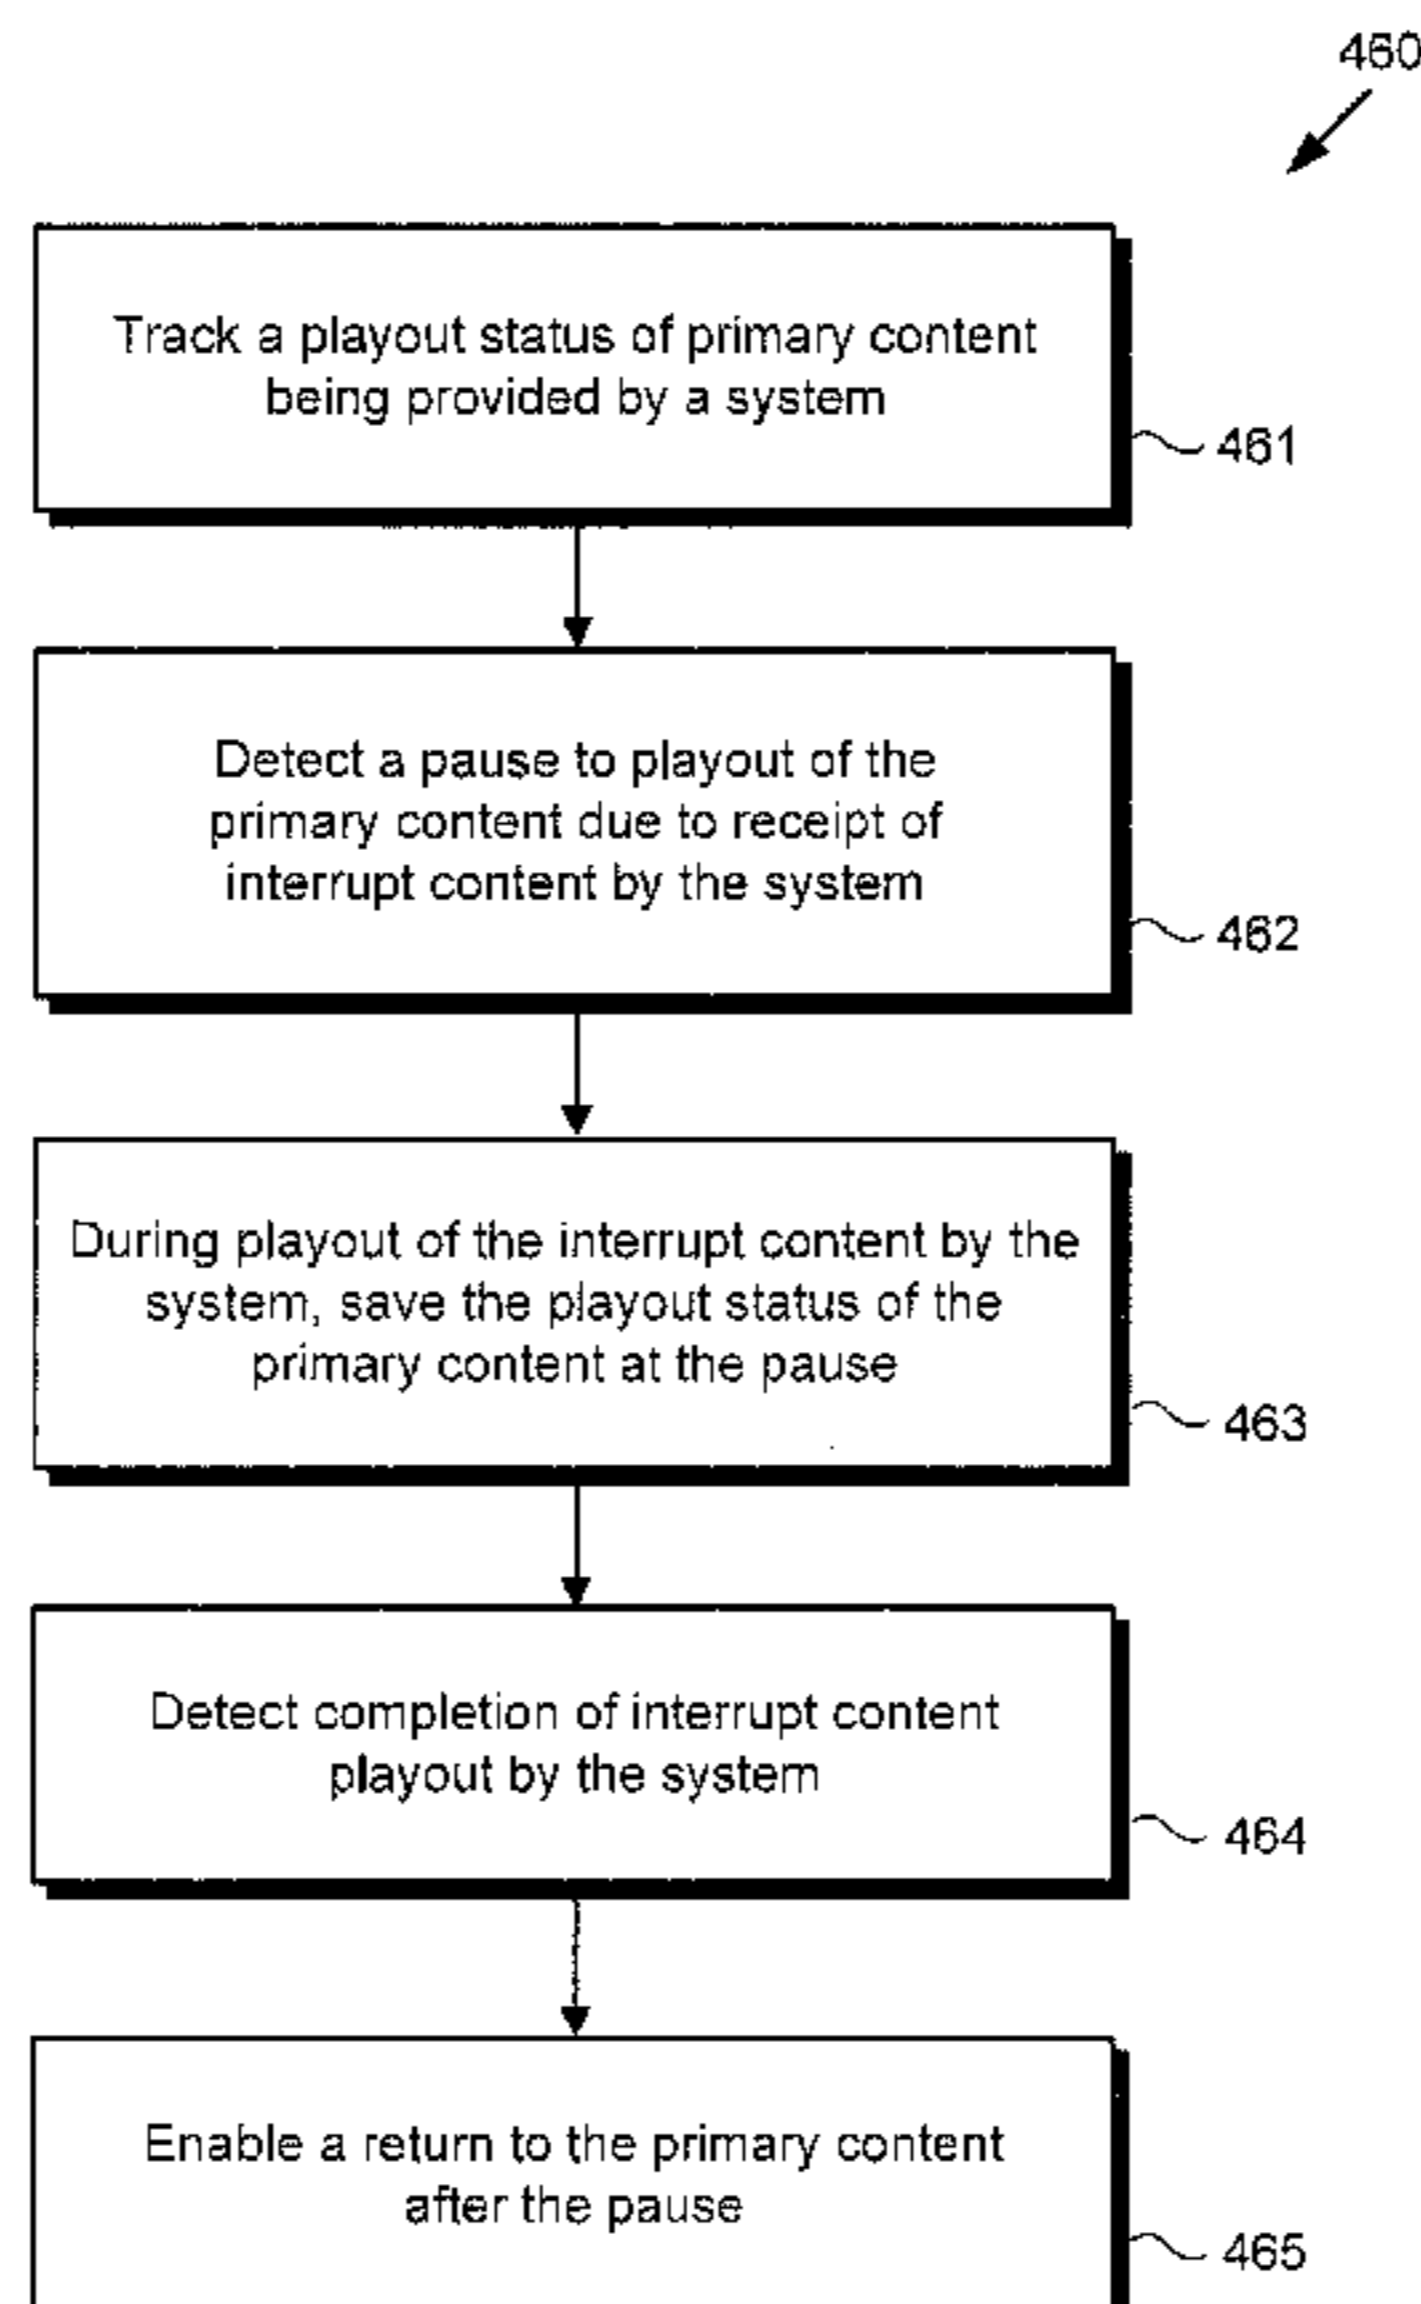 460
Track a playout status of primary content
being provided by a system
461
Detect a pause to playout of the
primary content due to receipt of
interrupt content by the system
462
During playout of the interrupt content by the
system, save the playout status of the
primary content at the pause
463
Detect completion of interrupt content
playout by the system
464
Enable a return to the primary content
after the pause
465